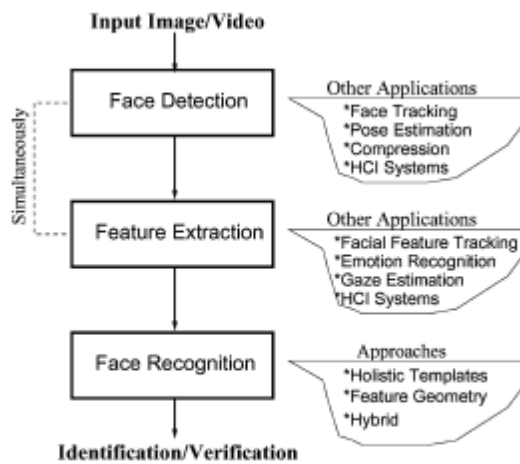 Input Image/Video
Face Detection
Other Applications
*Face Tracking
*Pose Estimation
*Compression
*HCI Systems
Simultaneously
Feature Extraction
Other Applications
*Facial Feature Tracking
*Emotion Recognition
*Gaze Estimation
*HCI Systems
Face Recognition
Approaches
*Holistic Templates
*Feature Geometry
*Hybrid
Identification/Verification